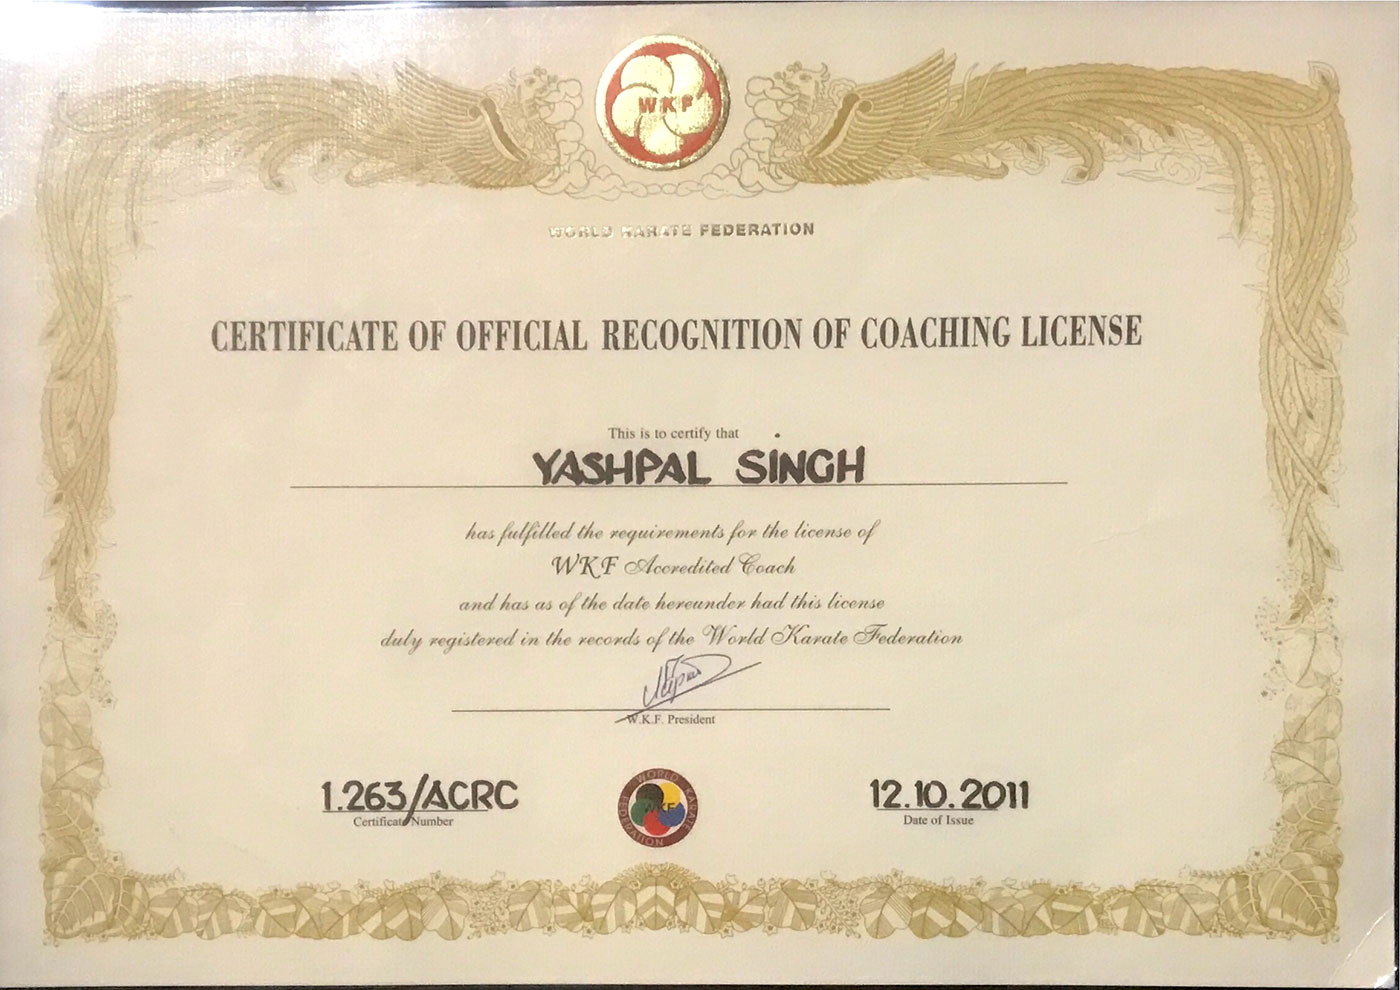 WKF
WORLD KARATE FEDERATION
CERTIFICATE OF OFFICIAL RECOGNITION OF COACHING LICENSE
This is to certify that
YASHPAL SINGH
has fulfilled the requirements for the license of
WKF Accredited Coach
and has as of the date hereunder had this license
duly registered in the records of the World Karate Federation
W.K.F. President
1.263/ACRC
Certificate Number
WORLD KARATE FEDERATION
WKF
12.10.2011
Date of Issue